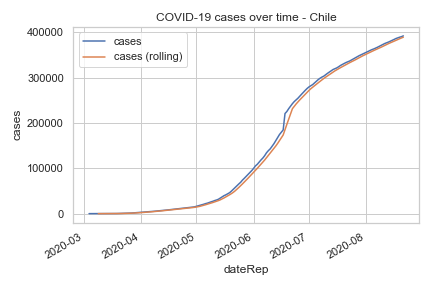 COVID-19 cases over time - Chile
cases
cases (rolling)
400000
300000
200000
100000
0
cases
2020-03
2020-04
2020-05
2020-06
2020-07
2020-08
dateRep